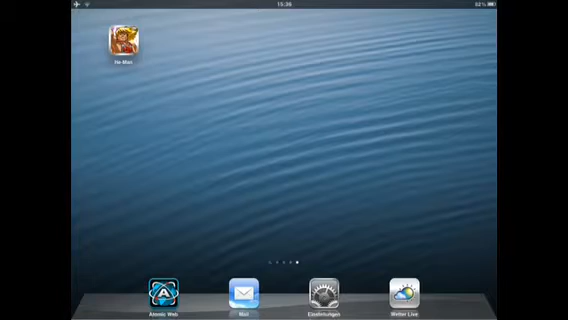 15:36
52%
He-Man
Atomic Web
Mail
Einstellungen
Wetter Live